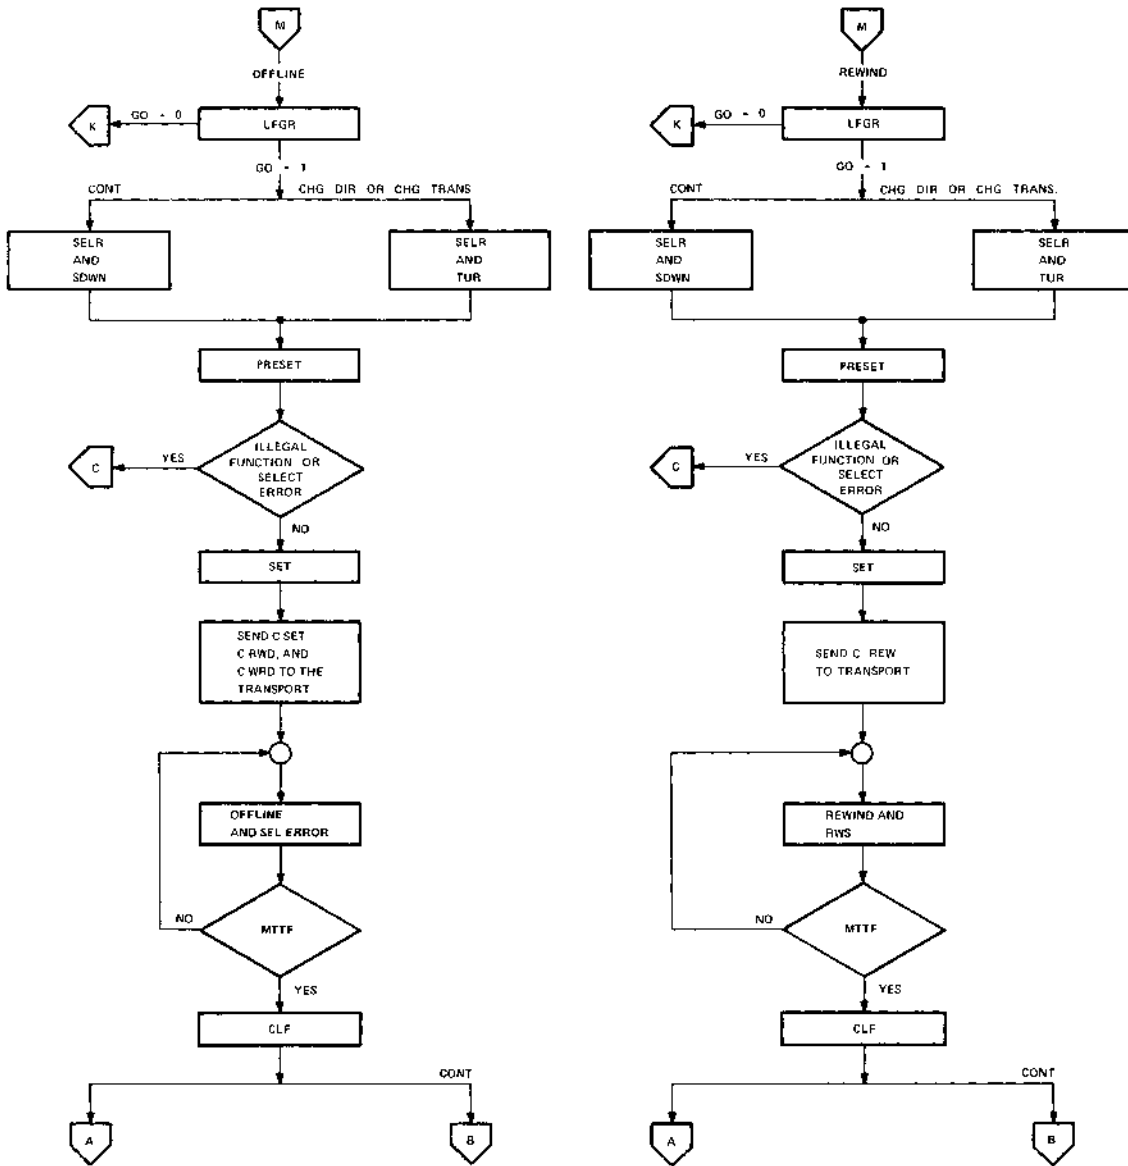 M
OFFLINE
K
GO = 0
LFGR
GO = 1
CONT
CHG DIR OR CHG TRANS
SELR
AND
SDWN
SELR
AND
TUR
PRESET
ILLEGAL
FUNCTION OR
SELECT
ERROR
YES
C
NO
SET
SEND C SET
C RWD, AND
C WRD TO THE
TRANSPORT
OFFLINE
AND SEL ERROR
NO
MTTF
YES
CLF
CONT
A
B
M
REWIND
K
GO = 0
LFGR
GO = 1
CONT
CHG DIR OR CHG TRANS.
SELR
AND
SDWN
SELR
AND
TUR
PRESET
ILLEGAL
FUNCTION OR
SELECT
ERROR
YES
C
NO
SET
SEND C REW
TO TRANSPORT
REWIND AND
RWS
NO
MTTF
YES
CLF
CONT
A
B